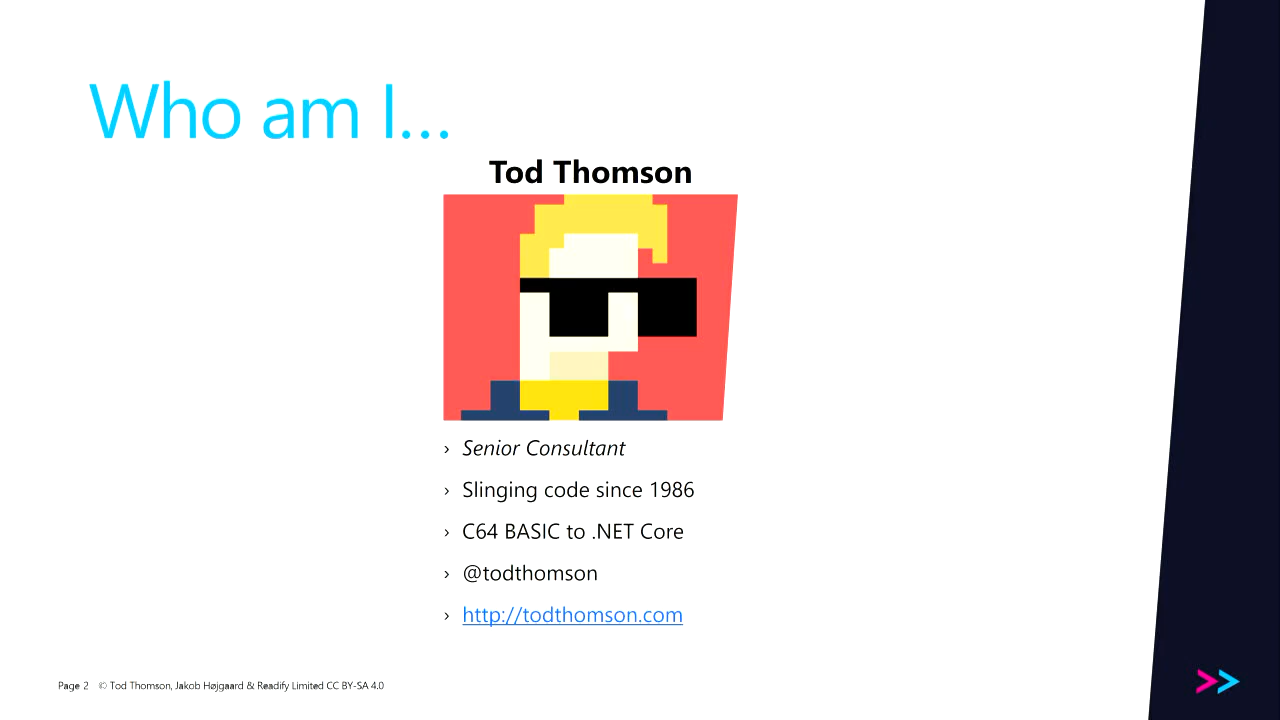 Who am I...
Tod Thomson
› Senior Consultant
› Slinging code since 1986
› C64 BASIC to .NET Core
› @todthomson
› http://todthomson.com
Page 2 © Tod Thomson, Jakob Højgaard & Readify Limited CC BY-SA 4.0